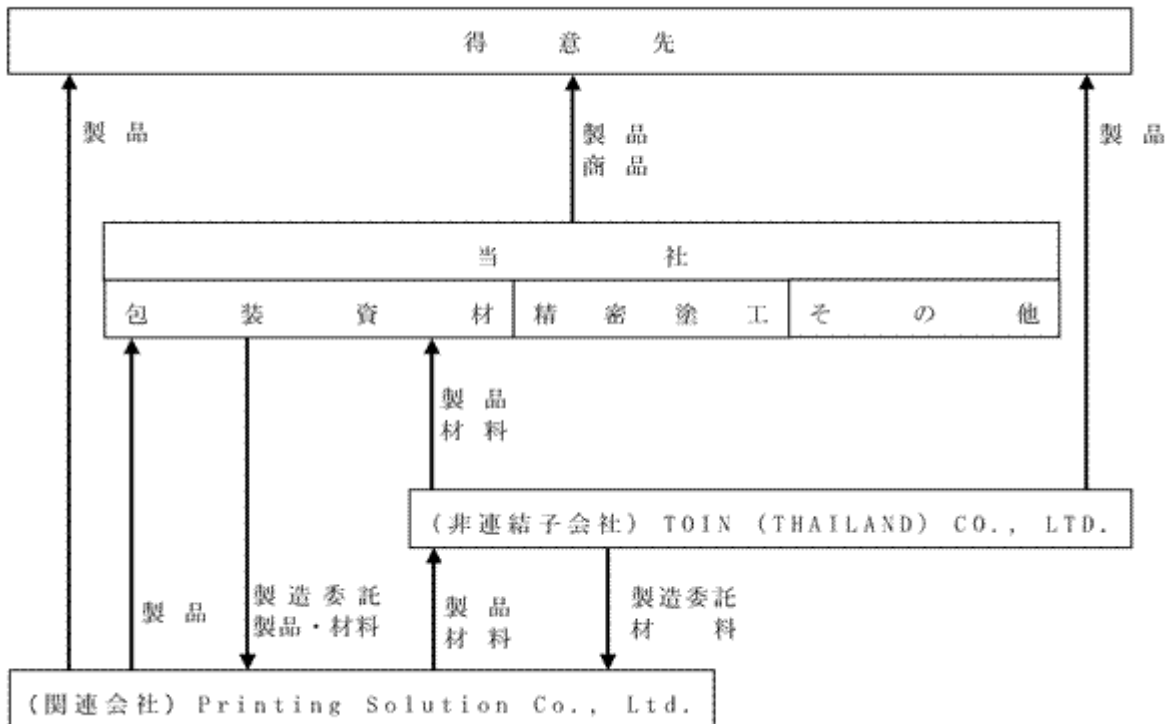 得意先
製品
製品
商品
製品
当社
包装資材
精密塗工
その他
製品
材料
(非連結子会社) TOIN (THAILAND) CO., LTD.
製品
製造委託
製品・材料
製品
材料
製造委託
材料
(関連会社) Printing Solution Co., Ltd.